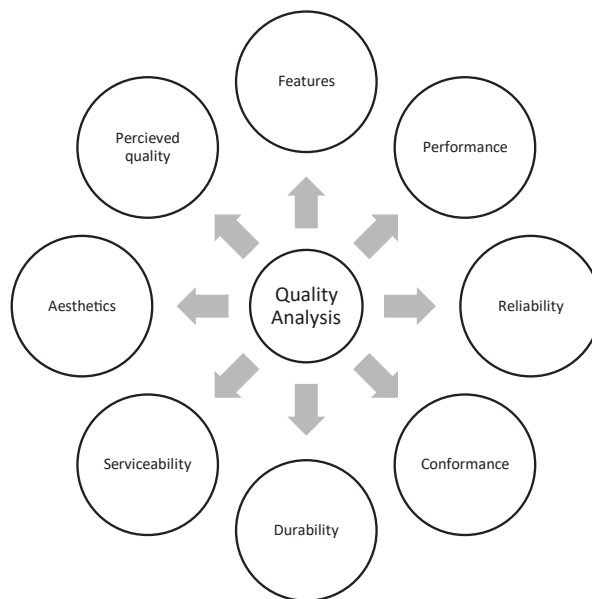 Features
Percieved
quality
Performance
Aesthetics
Quality
Analysis
Reliability
Serviceability
Conformance
Durability